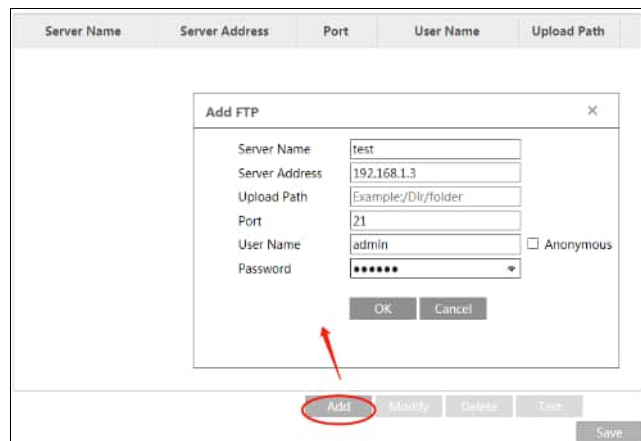 Server Name Server Address Port User Name Upload Path
Add FTP ×
Server Name test
Server Address 192.168.1.3
Upload Path Example:/Dir/folder
Port 21
User Name admin Anonymous
Password ●●●●●●
OK Cancel
Add Modify Delete Test
Save